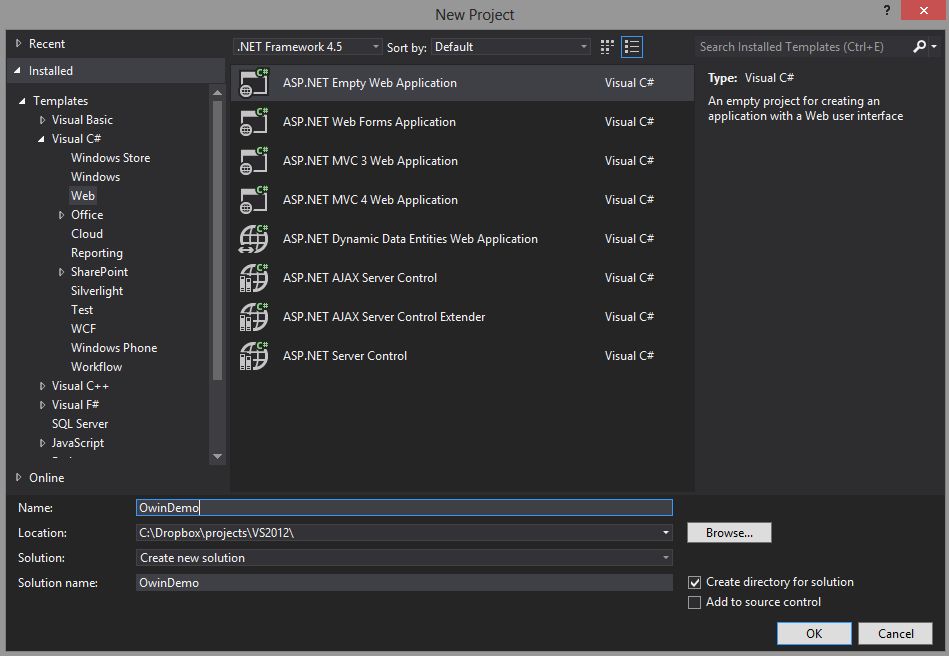 New Project
?
Recent
.NET Framework 4.5
Sort by:
Default
Search Installed Templates (Ctrl+E)
Installed
Templates
Visual Basic
Visual C#
Windows Store
Windows
Web
Office
Cloud
Reporting
SharePoint
Silverlight
Test
WCF
Windows Phone
Workflow
Visual C++
Visual F#
SQL Server
JavaScript
Online
C# ASP.NET Empty Web Application Visual C#
C# ASP.NET Web Forms Application Visual C#
C# ASP.NET MVC 3 Web Application Visual C#
C# ASP.NET MVC 4 Web Application Visual C#
C# ASP.NET Dynamic Data Entities Web Application Visual C#
C# ASP.NET AJAX Server Control Visual C#
C# ASP.NET AJAX Server Control Extender Visual C#
C# ASP.NET Server Control Visual C#
Type: Visual C#
An empty project for creating an
application with a Web user interface
Name: OwinDemo
Location: C:\Dropbox\projects\VS2012\
Browse...
Solution: Create new solution
Solution name: OwinDemo
Create directory for solution
Add to source control
OK
Cancel